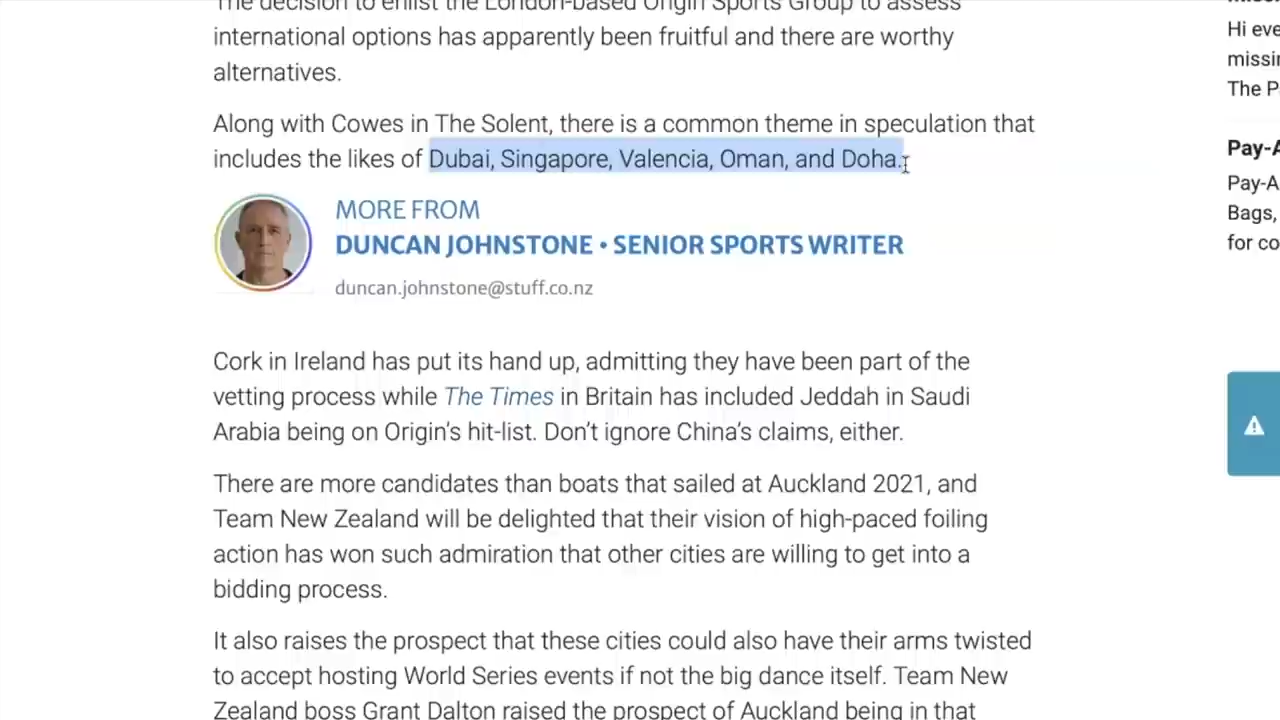 The decision to enlist the London-based Origin Sports Group to assess
international options has apparently been fruitful and there are worthy
alternatives.
Along with Cowes in The Solent, there is a common theme in speculation that
includes the likes of Dubai, Singapore, Valencia, Oman, and Doha.
MORE FROM
DUNCAN JOHNSTONE • SENIOR SPORTS WRITER
duncan.johnstone@stuff.co.nz
Cork in Ireland has put its hand up, admitting they have been part of the
vetting process while The Times in Britain has included Jeddah in Saudi
Arabia being on Origin’s hit-list. Don’t ignore China’s claims, either.
There are more candidates than boats that sailed at Auckland 2021, and
Team New Zealand will be delighted that their vision of high-paced foiling
action has won such admiration that other cities are willing to get into a
bidding process.
It also raises the prospect that these cities could also have their arms twisted
to accept hosting World Series events if not the big dance itself. Team New
Zealand boss Grant Dalton raised the prospect of Auckland being in that
Hi eve
missin
The P
Pay-A
Pay-A
Bags,
for co